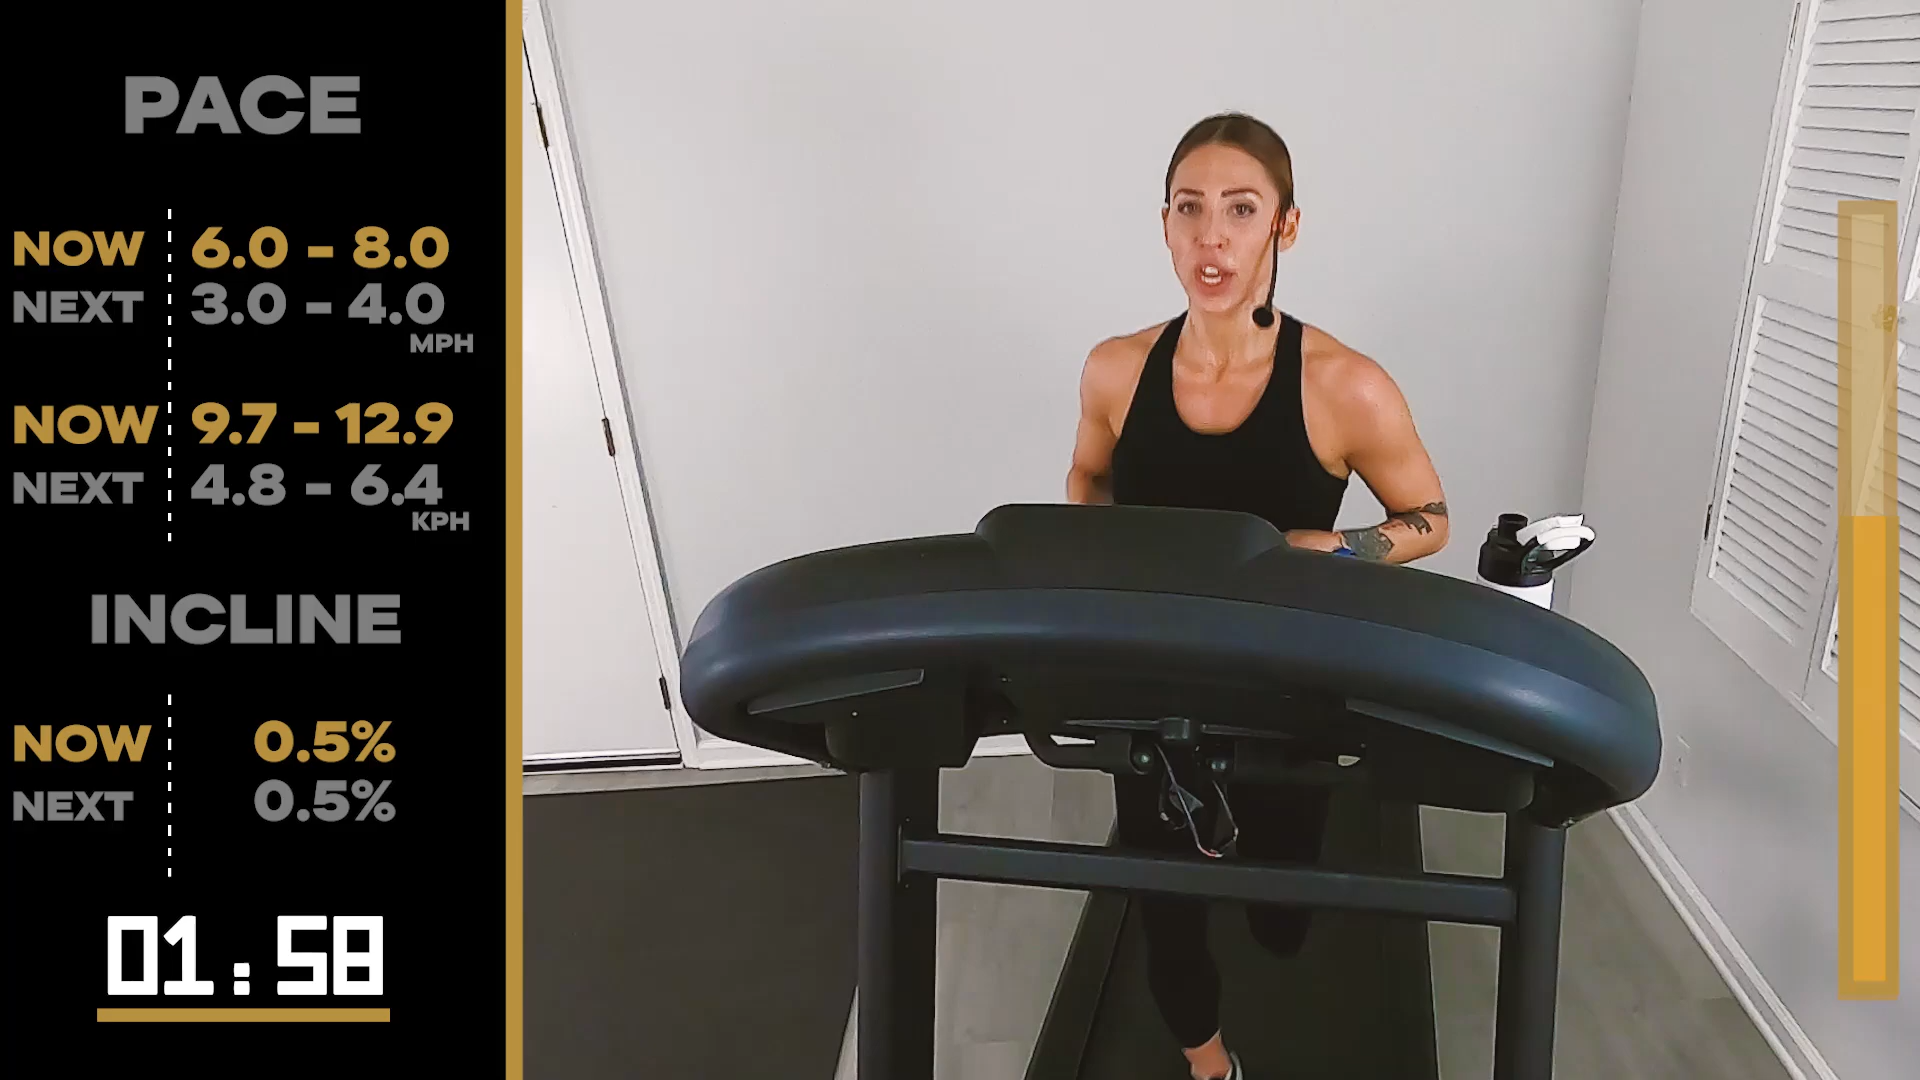 PACE
NOW 6.0 - 8.0
NEXT 3.0 - 4.0
MPH
NOW 9.7 - 12.9
NEXT 4.8 - 6.4
KPH
INCLINE
NOW 0.5%
NEXT 0.5%
01:58